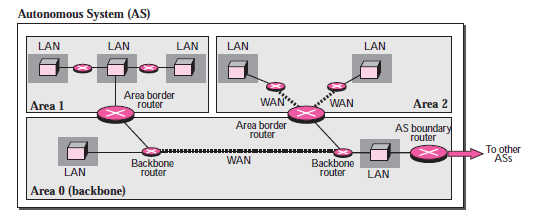 Autonomous System (AS)
LAN LAN LAN
Area border
router
Area 1
LAN LAN
WAN WAN
Area 2
Area border
router
AS boundary
router
To other
ASs
LAN
Backbone
router
WAN
Backbone
router
LAN
Area 0 (backbone)